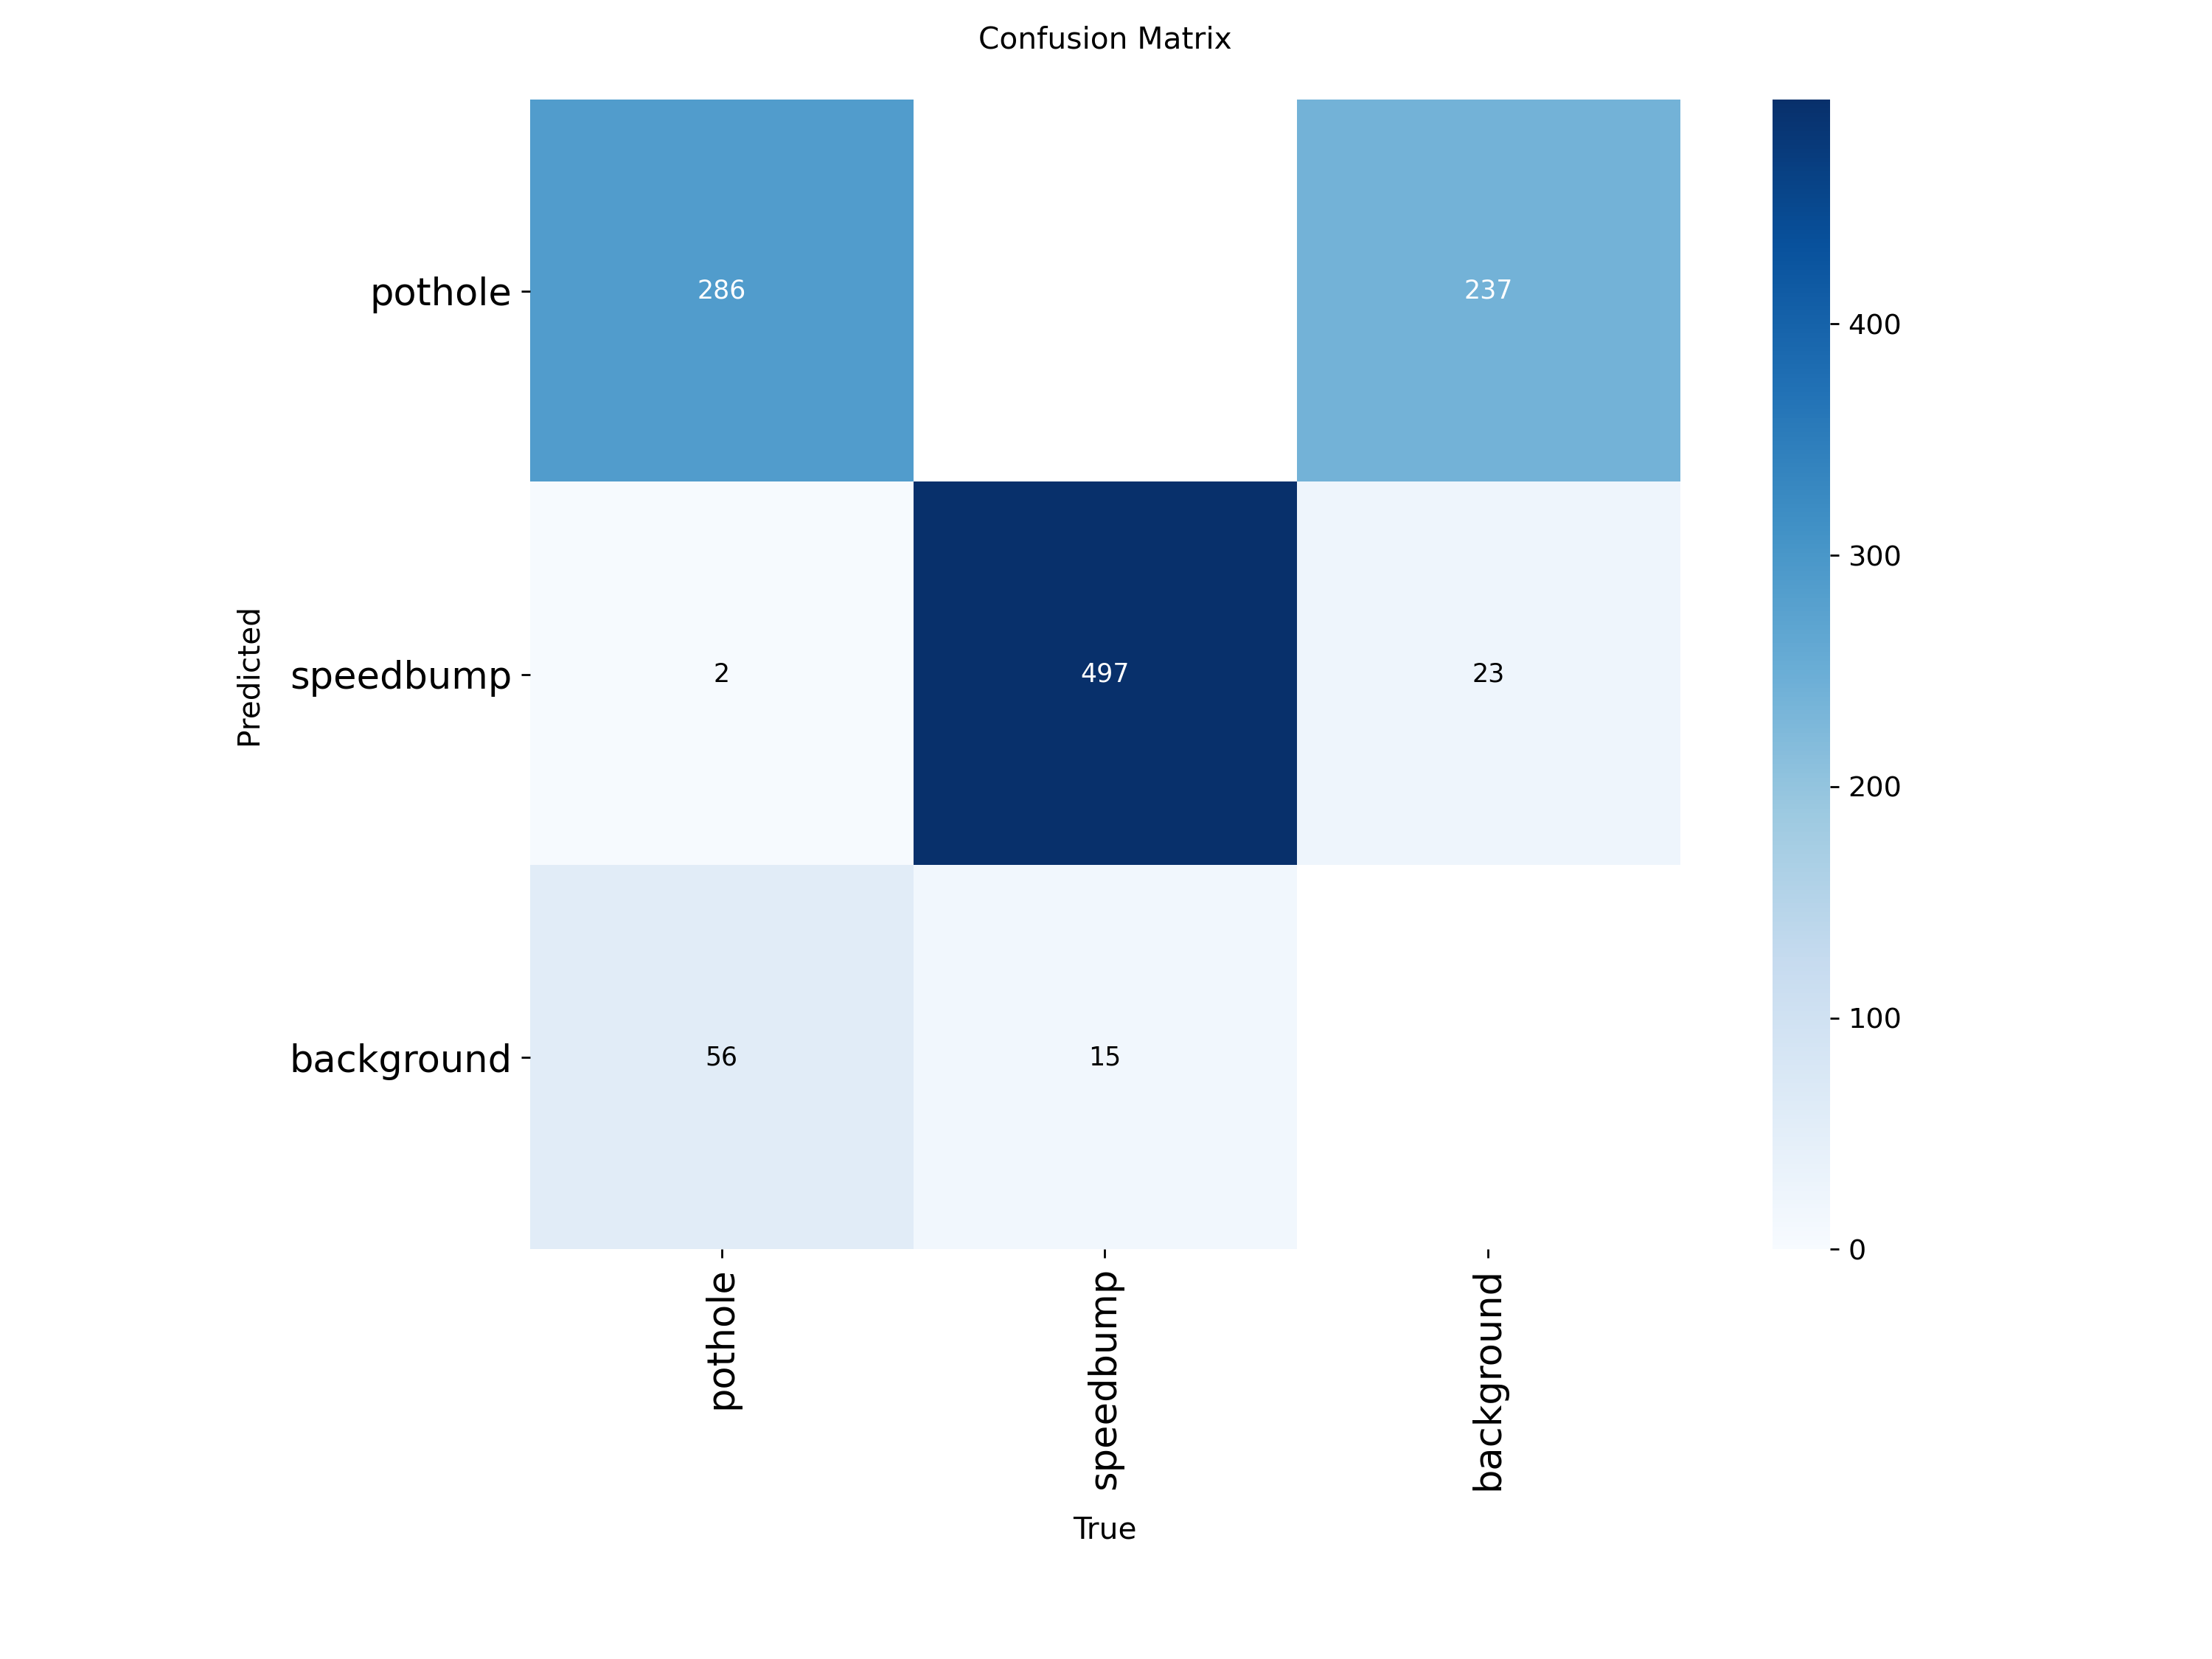 Confusion Matrix
pothole
286
237
400
300
Predicted
speedbump
2
497
23
200
background
56
15
100
0
pothole
speedbump
background
True